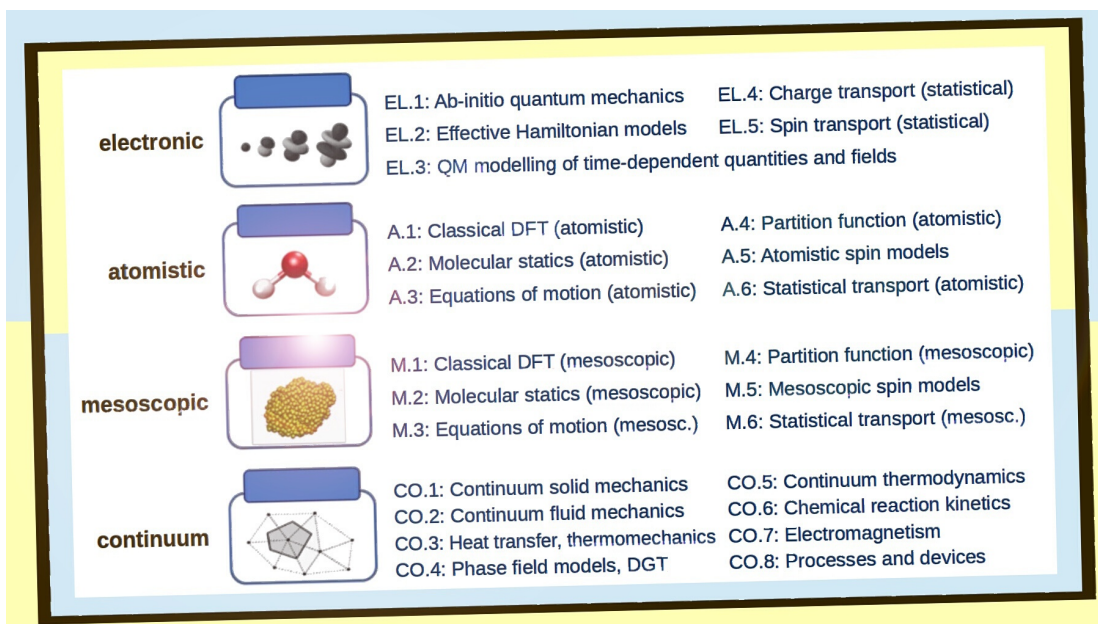 electronic
EL.1: Ab-initio quantum mechanics
EL.2: Effective Hamiltonian models
EL.3: QM modelling of time-dependent quantities and fields
EL.4: Charge transport (statistical)
EL.5: Spin transport (statistical)
atomistic
A.1: Classical DFT (atomistic)
A.2: Molecular statics (atomistic)
A.3: Equations of motion (atomistic)
A.4: Partition function (atomistic)
A.5: Atomistic spin models
A.6: Statistical transport (atomistic)
mesoscopic
M.1: Classical DFT (mesoscopic)
M.2: Molecular statics (mesoscopic)
M.3: Equations of motion (mesosc.)
M.4: Partition function (mesoscopic)
M.5: Mesoscopic spin models
M.6: Statistical transport (mesosc.)
continuum
CO.1: Continuum solid mechanics
CO.2: Continuum fluid mechanics
CO.3: Heat transfer, thermomechanics
CO.4: Phase field models, DGT
CO.5: Continuum thermodynamics
CO.6: Chemical reaction kinetics
CO.7: Electromagnetism
CO.8: Processes and devices